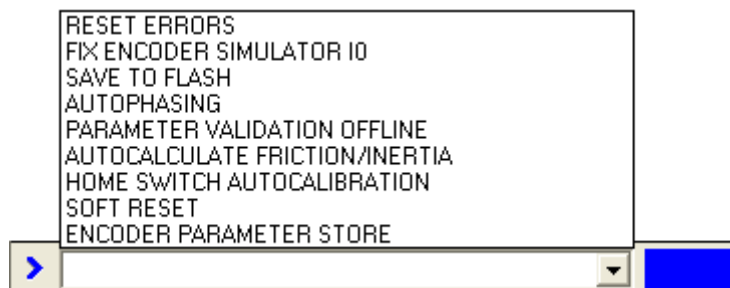 RESET ERRORS
FIX ENCODER SIMULATOR I0
SAVE TO FLASH
AUTOPHASING
PARAMETER VALIDATION OFFLINE
AUTOCALCULATE FRICTION/INERTIA
HOME SWITCH AUTOCALIBRATION
SOFT RESET
ENCODER PARAMETER STORE